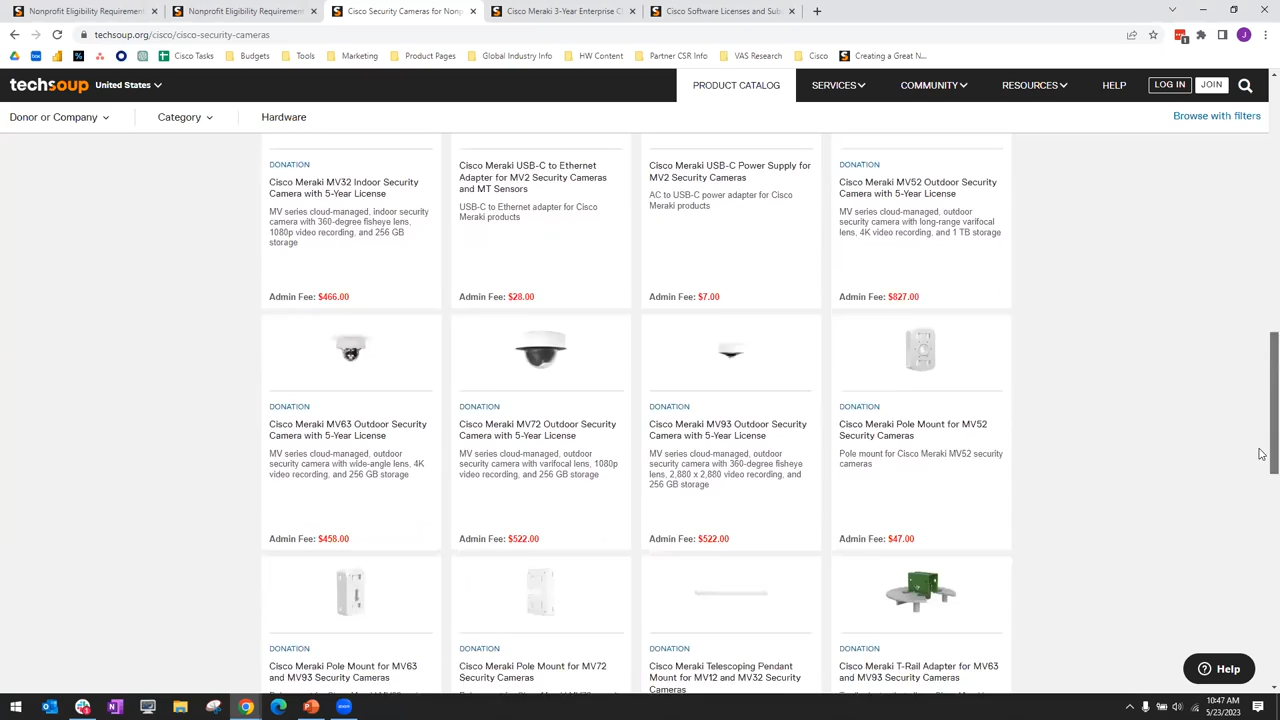 Nonprofit Eligibility Requirement
Nonprofit Eligibility Requirement
Cisco Security Cameras for Nonp
Cisco Meraki 3-Year Enterprise C
Cisco Software Licenses and Sub
techsoup.org/cisco/cisco-security-cameras
1
J
Cisco Tasks
Budgets
Tools
Marketing
Product Pages
Global Industry Info
HW Content
Partner CSR Info
VAS Research
Cisco
Creating a Great N...
techsoup United States
PRODUCT CATALOG
SERVICES
COMMUNITY
RESOURCES
HELP
LOG IN
JOIN
Donor or Company
Category
Hardware
Browse with filters
DONATION
Cisco Meraki MV32 Indoor Security
Camera with 5-Year License
MV series cloud-managed, indoor security
camera with 360-degree fisheye lens,
1080p video recording, and 256 GB
storage
Admin Fee: $466.00
Cisco Meraki USB-C to Ethernet
Adapter for MV2 Security Cameras
and MT Sensors
USB-C to Ethernet adapter for Cisco
Meraki products
Admin Fee: $28.00
Cisco Meraki USB-C Power Supply for
MV2 Security Cameras
AC to USB-C power adapter for Cisco
Meraki products
Admin Fee: $7.00
DONATION
Cisco Meraki MV52 Outdoor Security
Camera with 5-Year License
MV series cloud-managed, outdoor
security camera with long-range varifocal
lens, 4K video recording, and 1 TB storage
Admin Fee: $827.00
DONATION
Cisco Meraki MV63 Outdoor Security
Camera with 5-Year License
MV series cloud-managed, outdoor
security camera with wide-angle lens, 4K
video recording, and 256 GB storage
Admin Fee: $458.00
DONATION
Cisco Meraki MV72 Outdoor Security
Camera with 5-Year License
MV series cloud-managed, outdoor
security camera with varifocal lens, 1080p
video recording, and 256 GB storage
Admin Fee: $522.00
DONATION
Cisco Meraki MV93 Outdoor Security
Camera with 5-Year License
MV series cloud-managed, outdoor
security camera with 360-degree fisheye
lens, 2,880 x 2,880 video recording, and
256 GB storage
Admin Fee: $522.00
DONATION
Cisco Meraki Pole Mount for MV52
Security Cameras
Pole mount for Cisco Meraki MV52 security
cameras
Admin Fee: $47.00
DONATION
Cisco Meraki Pole Mount for MV63
and MV93 Security Cameras
DONATION
Cisco Meraki Pole Mount for MV72
Security Cameras
DONATION
Cisco Meraki Telescoping Pendant
Mount for MV12 and MV32 Security
Cameras
DONATION
Cisco Meraki T-Rail Adapter for MV63
and MV93 Security Cameras
Help
10:47 AM
5/23/2023